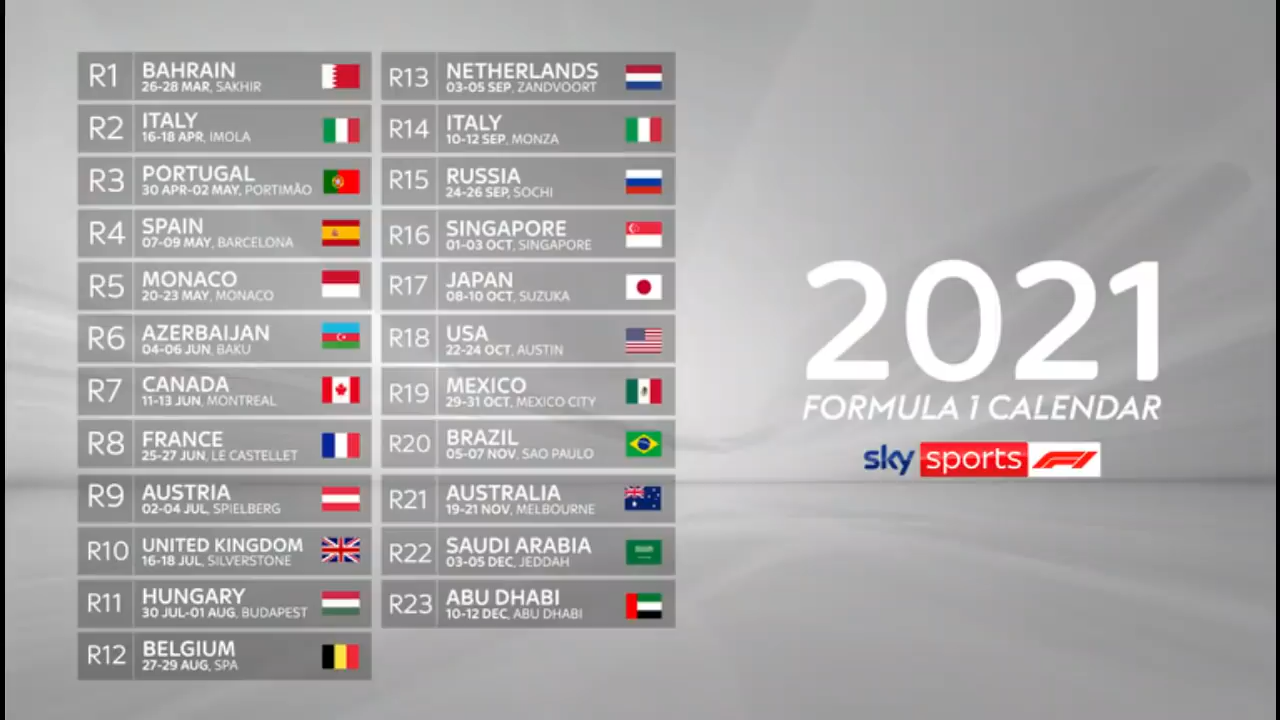 R1
BAHRAIN
26-28 MAR, SAKHIR
R2
ITALY
16-18 APR, IMOLA
R3
PORTUGAL
30 APR-02 MAY, PORTIMÃO
R4
SPAIN
07-09 MAY, BARCELONA
R5
MONACO
20-23 MAY, MONACO
R6
AZERBAIJAN
04-06 JUN, BAKU
R7
CANADA
11-13 JUN, MONTREAL
R8
FRANCE
25-27 JUN, LE CASTELLET
R9
AUSTRIA
02-04 JUL, SPIELBERG
R10
UNITED KINGDOM
16-18 JUL, SILVERSTONE
R11
HUNGARY
30 JUL-01 AUG, BUDAPEST
R12
BELGIUM
27-29 AUG, SPA
R13
NETHERLANDS
03-05 SEP, ZANDVOORT
R14
ITALY
10-12 SEP, MONZA
R15
RUSSIA
24-26 SEP, SOCHI
R16
SINGAPORE
01-03 OCT, SINGAPORE
R17
JAPAN
08-10 OCT, SUZUKA
R18
USA
22-24 OCT, AUSTIN
R19
MEXICO
29-31 OCT, MEXICO CITY
R20
BRAZIL
05-07 NOV, SAO PAULO
R21
AUSTRALIA
19-21 NOV, MELBOURNE
R22
SAUDI ARABIA
03-05 DEC, JEDDAH
R23
ABU DHABI
10-12 DEC, ABU DHABI
2021
FORMULA 1 CALENDAR
sky sports F1